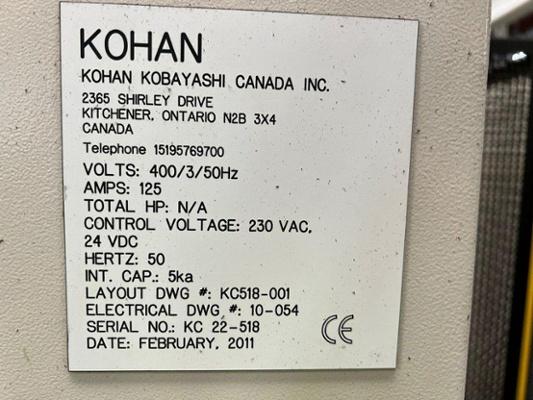 KOHAN
KOHAN KOBAYASHI CANADA INC.
2365 SHIRLEY DRIVE
KITCHENER, ONTARIO N2B 3X4
CANADA
Telephone 15195769700
VOLTS: 400/3/50Hz
AMPS: 125
TOTAL HP: N/A
CONTROL VOLTAGE: 230 VAC,
24 VDC
HERTZ: 50
INT. CAP.: 5ka
LAYOUT DWG #: KC518-001
ELECTRICAL DWG #: 10-054
SERIAL NO.: KC 22-518
DATE: FEBRUARY, 2011
CE